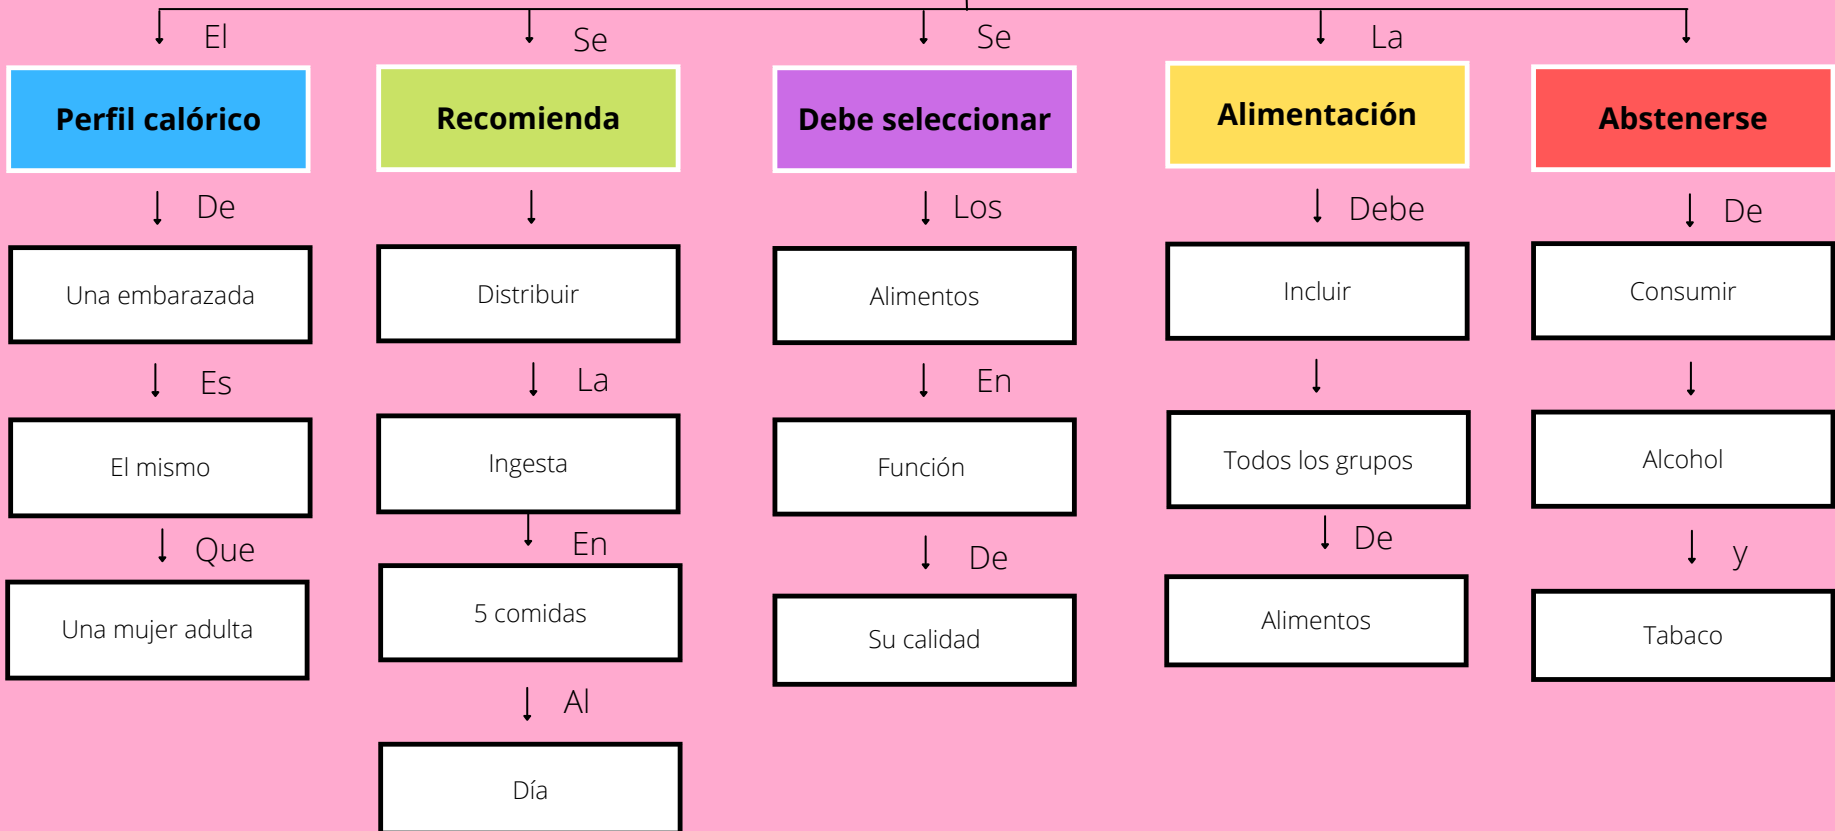 El
Perfil calórico
De
Una embarazada
Es
El mismo
Que
Una mujer adulta
Se
Recomienda
Distribuir
La
Ingesta
En
5 comidas
Al
Día
Se
Debe seleccionar
Los
Alimentos
En
Función
De
Su calidad
La
Alimentación
Debe
Incluir
Todos los grupos
De
Alimentos
Abstenerse
De
Consumir
Alcohol
y
Tabaco